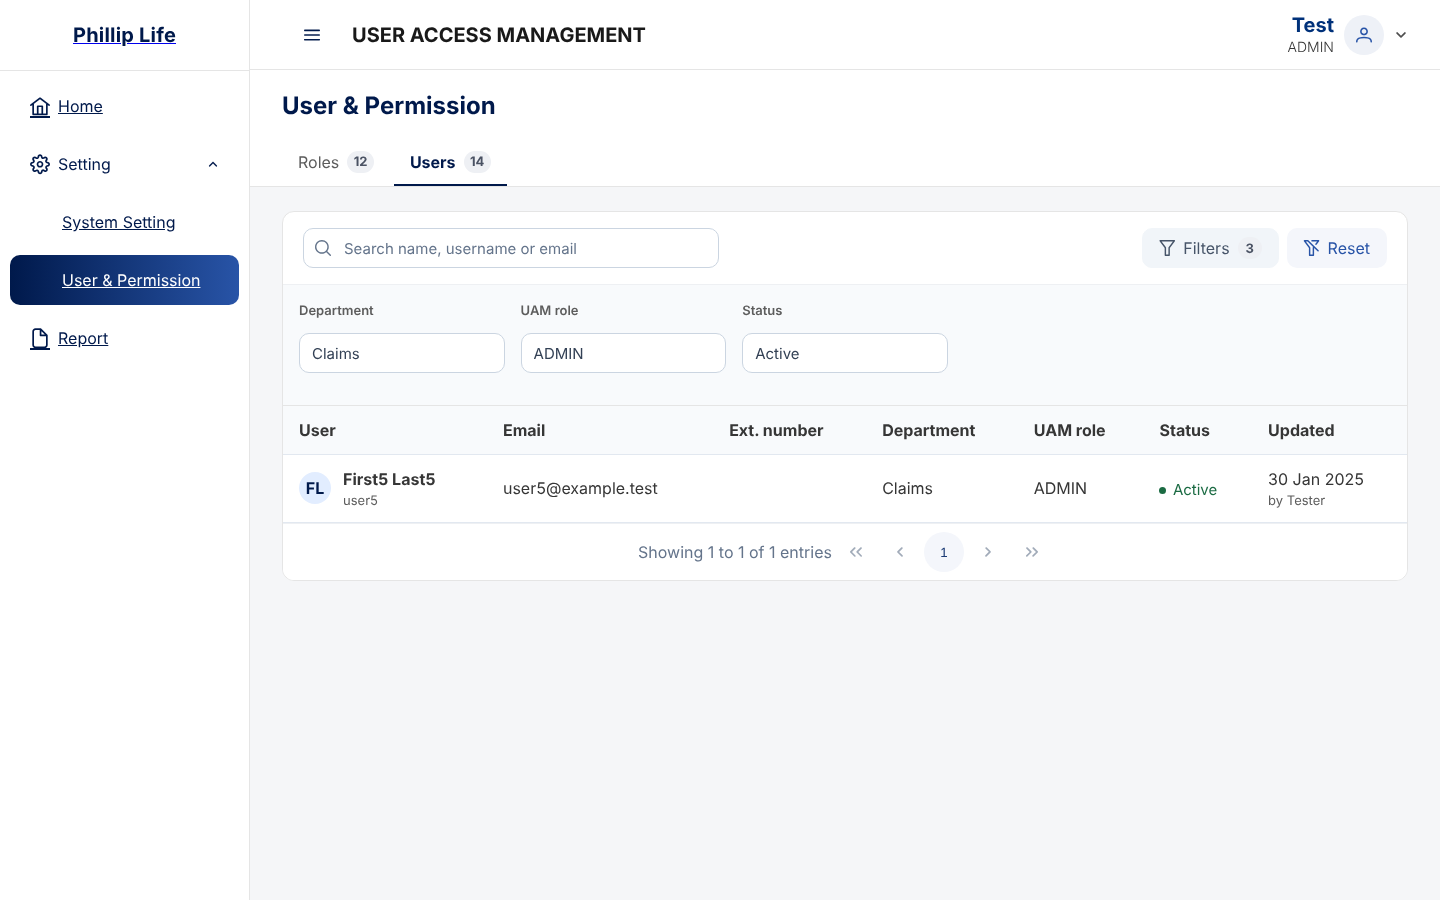 Phillip Life
USER ACCESS MANAGEMENT
Test
ADMIN
Home
Setting
System Setting
User & Permission
Report
User & Permission
Roles 12
Users 14
Search name, username or email
Filters 3
Reset
Department
UAM role
Status
Claims
ADMIN
Active
User Email Ext. number Department UAM role Status Updated
FL
First5 Last5
user5
user5@example.test
Claims
ADMIN
Active
30 Jan 2025
by Tester
Showing 1 to 1 of 1 entries
1